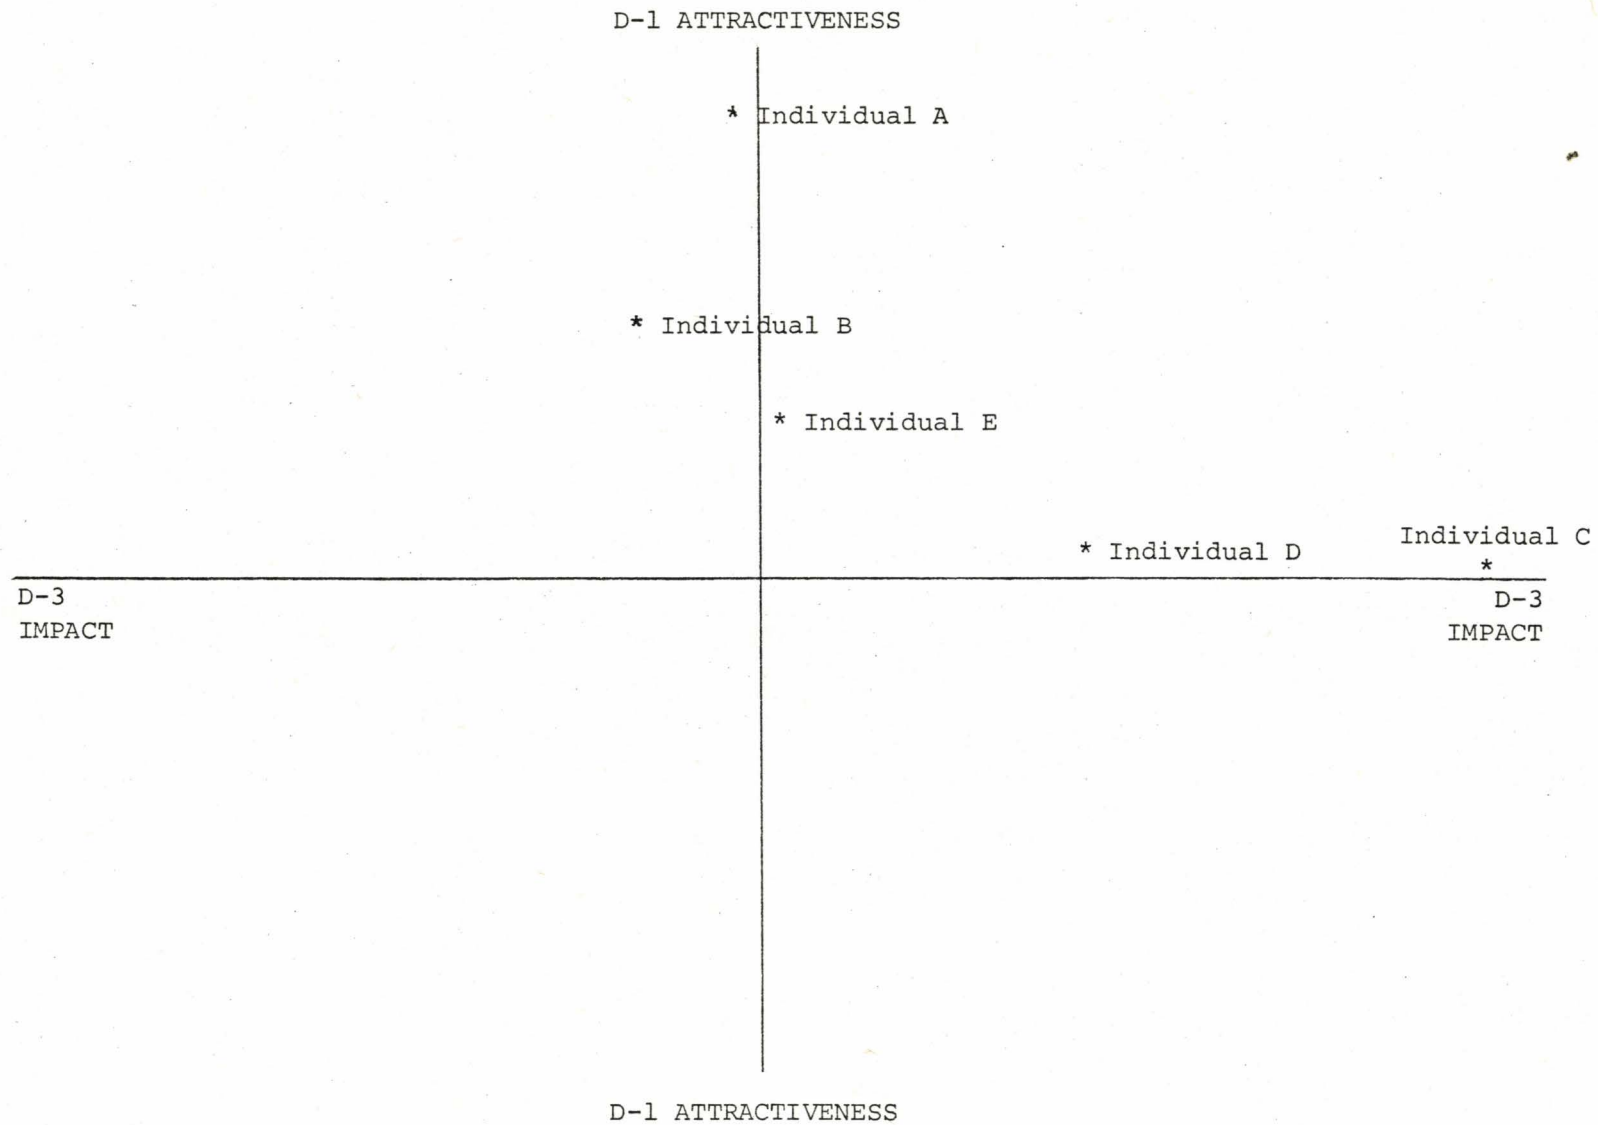 D-1 ATTRACTIVENESS
* Individual A
* Individual B
* Individual E
Individual C
* Individual D
*
D-3
D-3
IMPACT
IMPACT
D-1 ATTRACTIVENESS